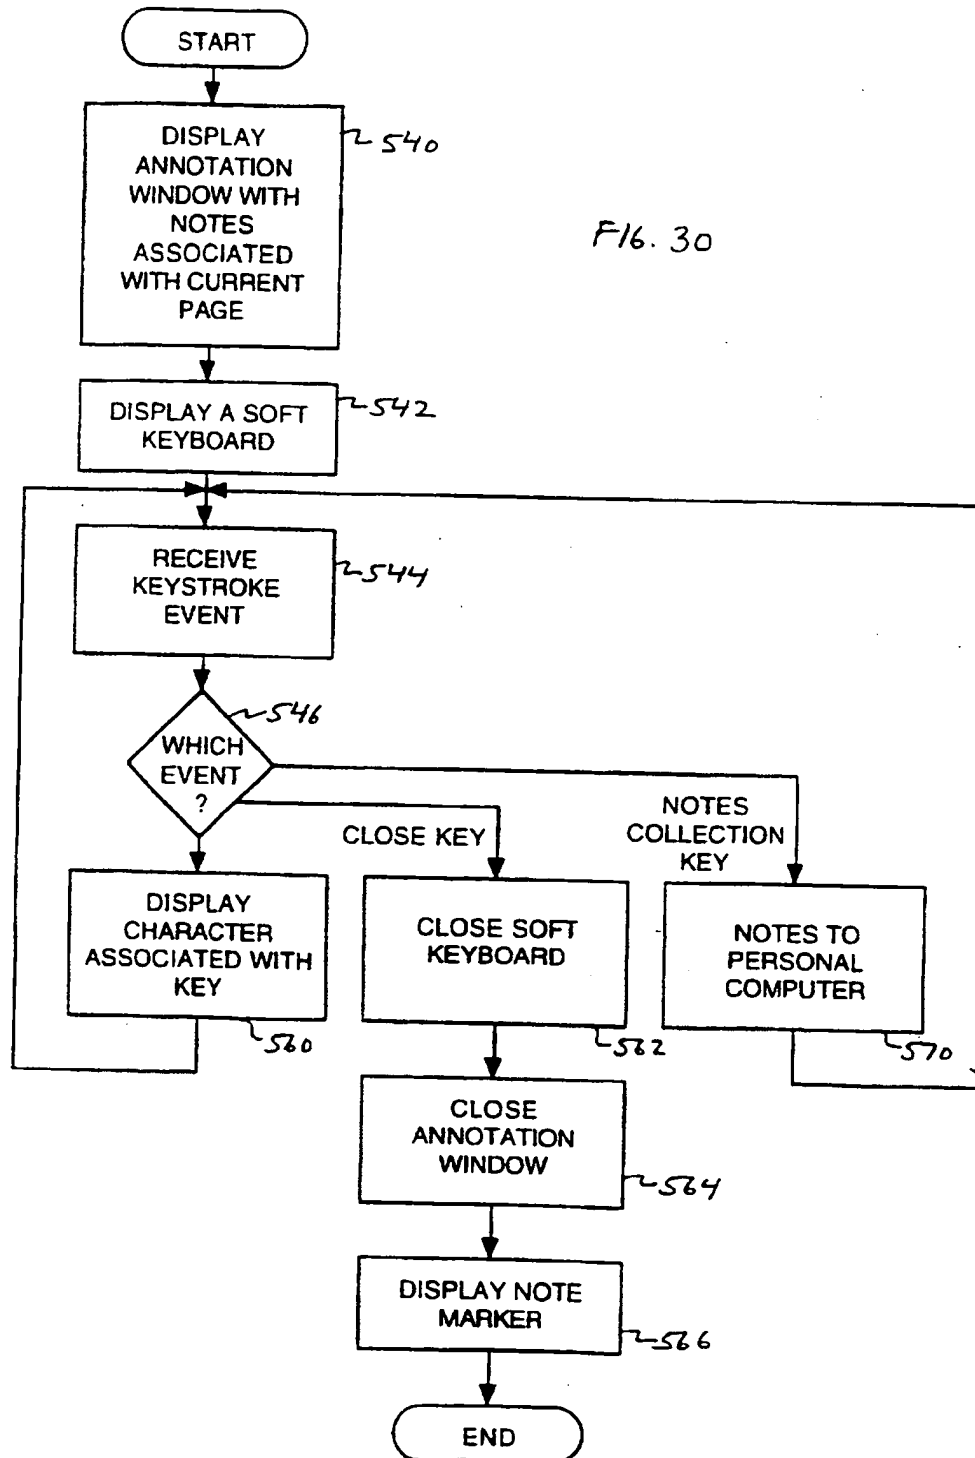 START
DISPLAY
ANNOTATION
WINDOW WITH
NOTES
ASSOCIATED
WITH CURRENT
PAGE
540
FIG. 30
DISPLAY A SOFT
KEYBOARD
542
RECEIVE
KEYSTROKE
EVENT
544
546
WHICH
EVENT
?
CLOSE KEY
NOTES
COLLECTION
KEY
DISPLAY
CHARACTER
ASSOCIATED WITH
KEY
560
CLOSE SOFT
KEYBOARD
562
NOTES TO
PERSONAL
COMPUTER
570
CLOSE
ANNOTATION
WINDOW
564
DISPLAY NOTE
MARKER
566
END